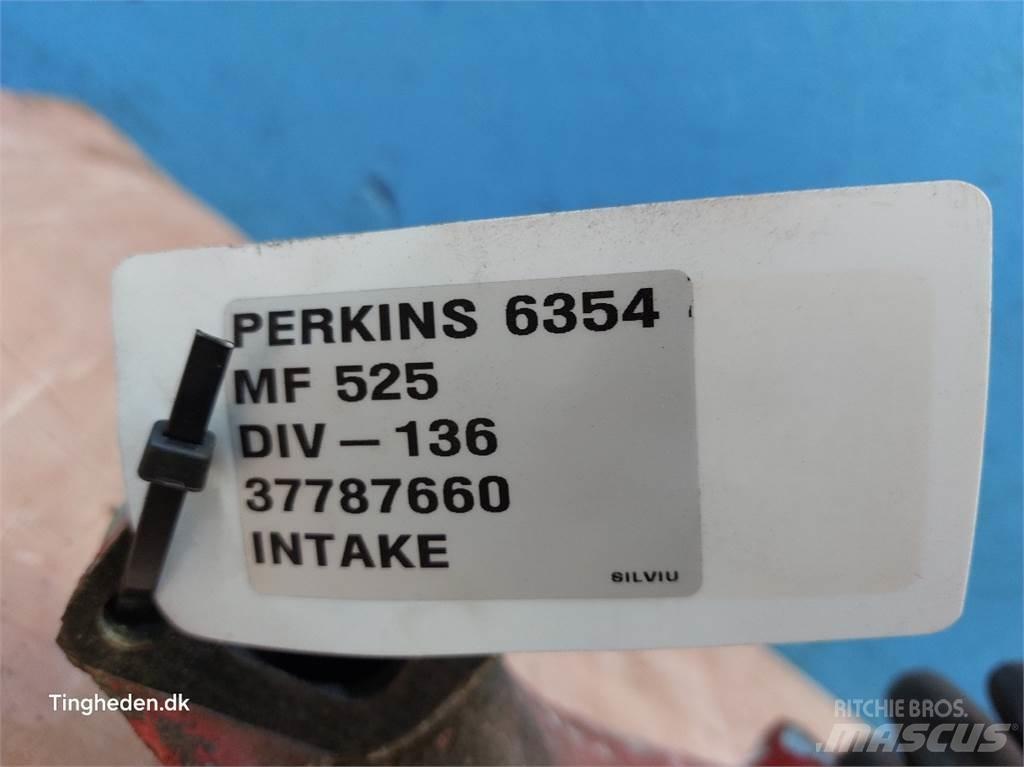 PERKINS 6354
MF 525
DIV – 136
37787660
INTAKE
SILVIU
Tingheden.dk
RITCHIE BROS.
MASCUS